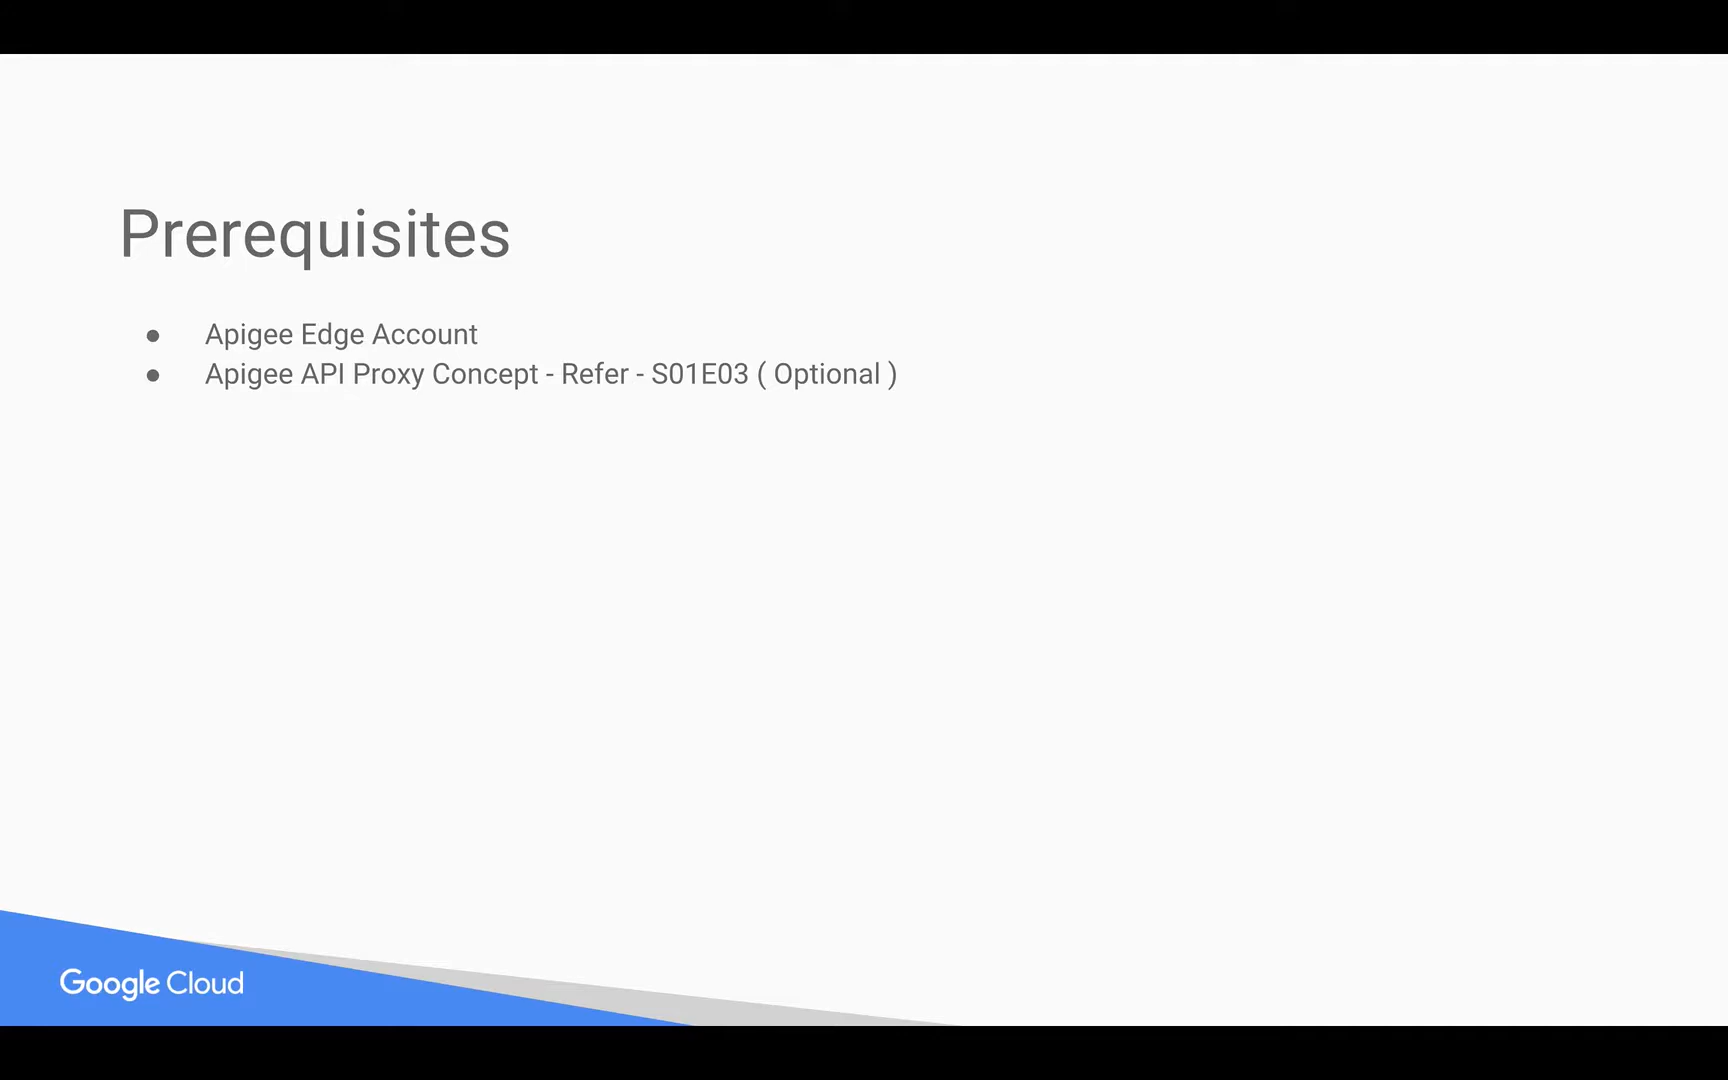 Prerequisites
● Apigee Edge Account
● Apigee API Proxy Concept - Refer - S01E03 ( Optional )
Google Cloud